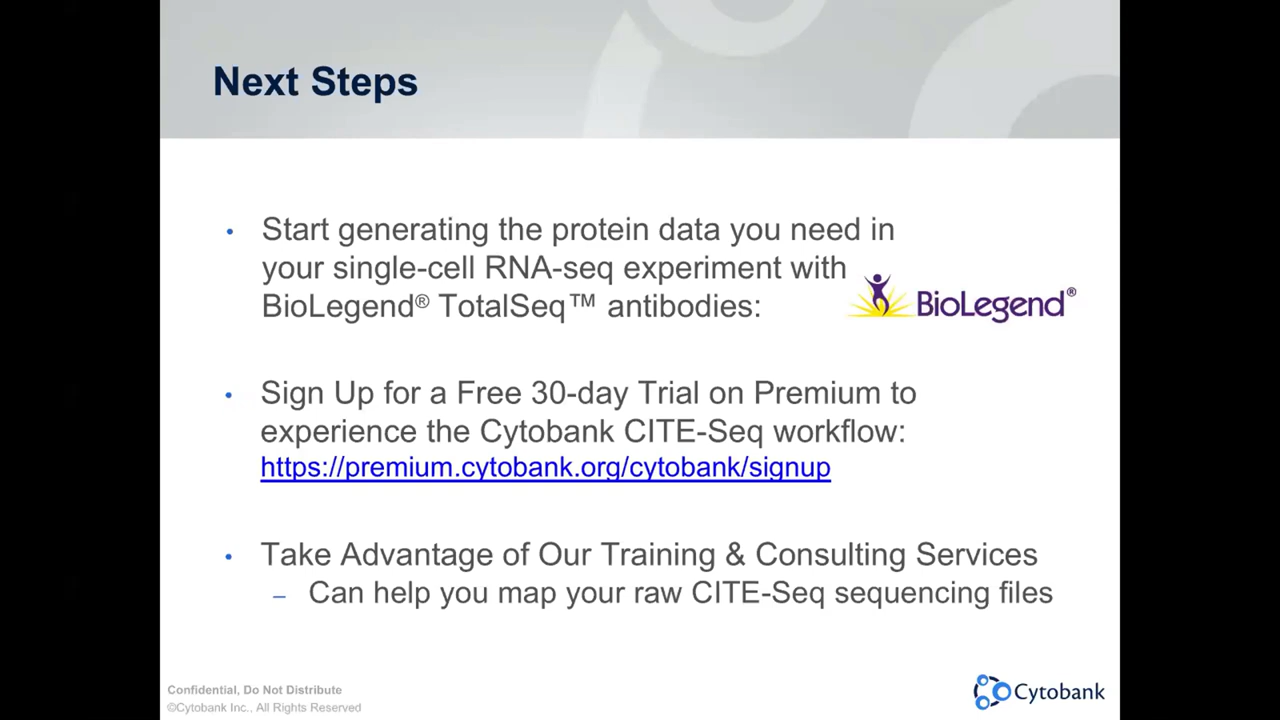 Next Steps
• Start generating the protein data you need in
your single-cell RNA-seq experiment with
BioLegend® TotalSeq™ antibodies:
BioLegend®
• Sign Up for a Free 30-day Trial on Premium to
experience the Cytobank CITE-Seq workflow:
https://premium.cytobank.org/cytobank/signup
• Take Advantage of Our Training & Consulting Services
– Can help you map your raw CITE-Seq sequencing files
Confidential, Do Not Distribute
©Cytobank Inc., All Rights Reserved
Cytobank